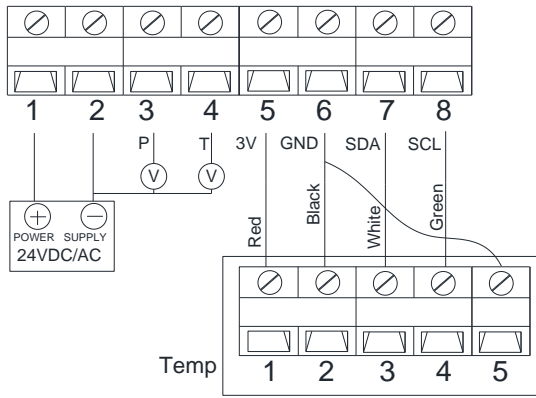 1 2 3 4 5 6 7 8
P T 3V GND SDA SCL
V V
Red Black White Green
+ −
POWER SUPPLY
24VDC/AC
Temp 1 2 3 4 5